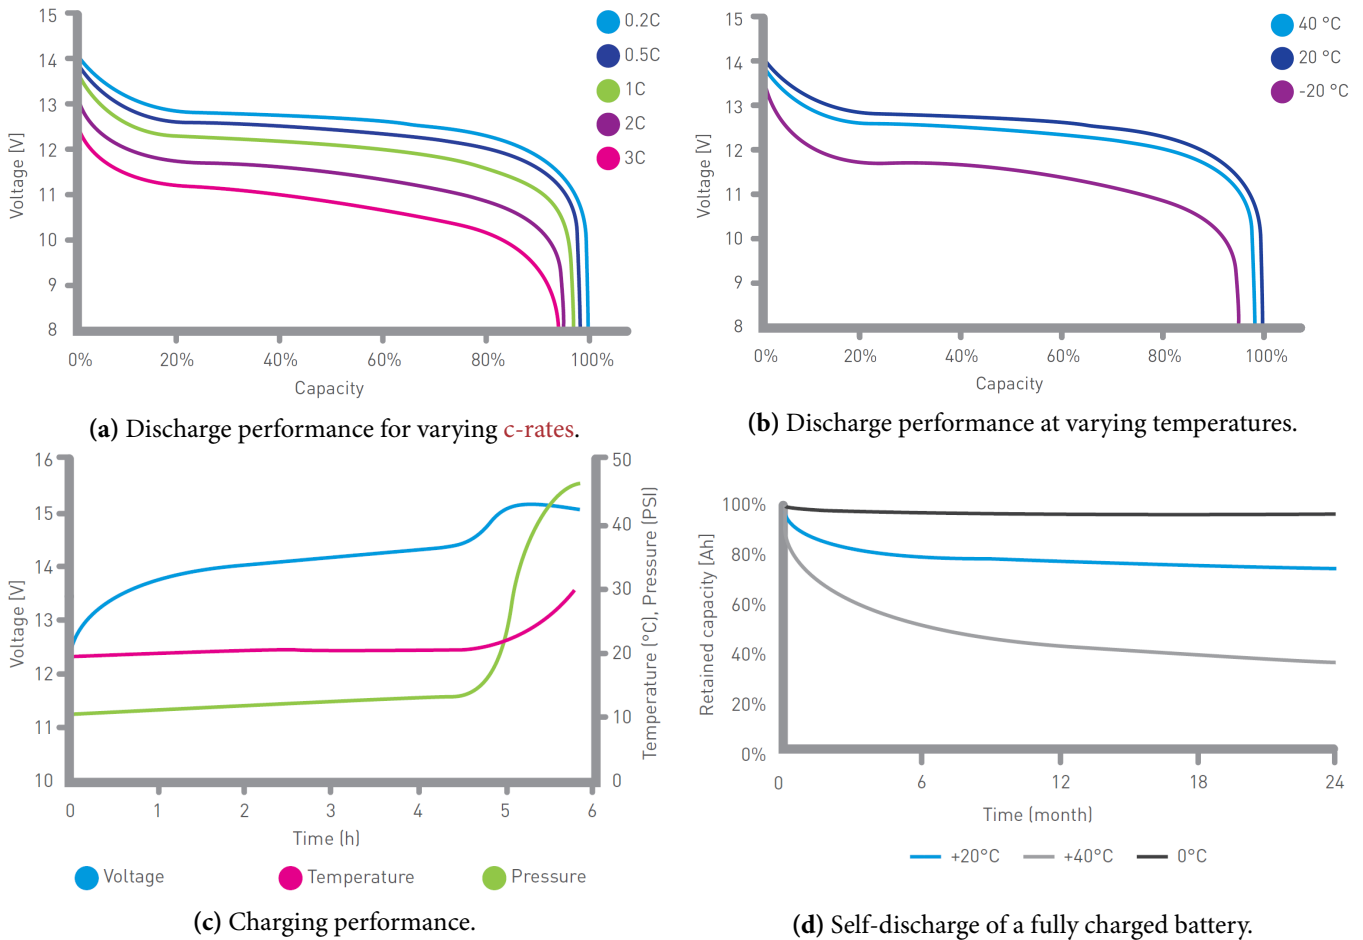 15
14
13
12
11
10
9
8
Voltage [V]
0% 20% 40% 60% 80% 100%
Capacity
0.2C
0.5C
1C
2C
3C
(a) Discharge performance for varying c-rates.
15
14
13
12
11
10
9
8
Voltage [V]
0% 20% 40% 60% 80% 100%
Capacity
40 °C
20 °C
-20 °C
(b) Discharge performance at varying temperatures.
16
15
14
13
12
11
10
Voltage [V]
50
40
30
20
10
0
Temperature (°C), Pressure (PSI)
0 1 2 3 4 5 6
Time (h)
Voltage Temperature Pressure
(c) Charging performance.
100%
80%
60%
40%
20%
0%
Retained capacity [Ah]
0 6 12 18 24
Time (month)
+20°C +40°C 0°C
(d) Self-discharge of a fully charged battery.